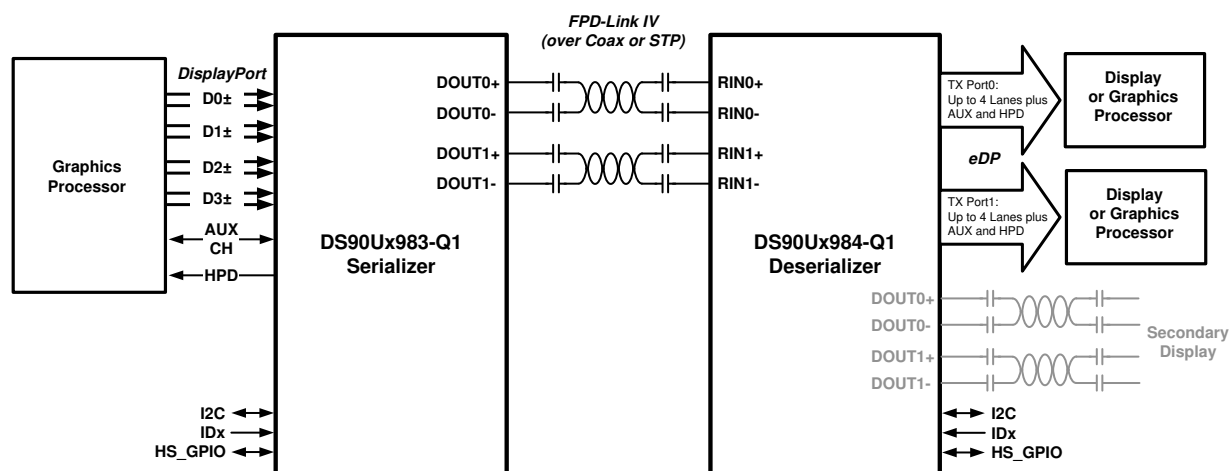 FPD-Link IV
(over Coax or STP)
DisplayPort
D0±
D1±
D2±
D3±
AUX
CH
HPD
Graphics
Processor
DS90Ux983-Q1
Serializer
DOUT0+
DOUT0-
DOUT1+
DOUT1-
I2C
IDx
HS_GPIO
RIN0+
RIN0-
RIN1+
RIN1-
DS90Ux984-Q1
Deserializer
TX Port0:
Up to 4 Lanes plus
AUX and HPD
eDP
TX Port1:
Up to 4 Lanes plus
AUX and HPD
Display
or Graphics
Processor
Display
or Graphics
Processor
DOUT0+
DOUT0-
DOUT1+
DOUT1-
Secondary
Display
I2C
IDx
HS_GPIO